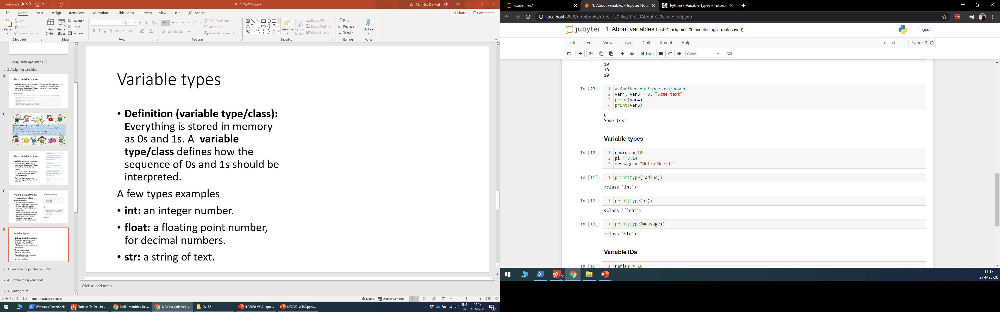 AutoSave Off
ILP2020_W1S2.pptx
Matthieu De Mari MD
File Home Insert Design Transitions Animations Slide Show Review View Help Search
Share Comments
Paste
Cut
Copy
Format Painter
Clipboard
New Slide
Reuse Slides
Layout
Reset
Section
Slides
28
Font
Text Direction
Align Text
Convert to SmartArt
Paragraph
Arrange
Quick Styles
Shape Fill
Shape Outline
Shape Effects
Drawing
Find
Replace
Select
Editing
Dictate
Voice
1. Recap: basic operations (2)
2. Assigning variables
5
About variables names
6
7
About variables names
8
Multiple assignments
9
Variable types
3. Basic math operators in Python
4. Commenting your code
5. Printing stuff
Variable types
• Definition (variable type/class):
Everything is stored in memory
as 0s and 1s. A variable
type/class defines how the
sequence of 0s and 1s should be
interpreted.
A few types examples
• int: an integer number.
• float: a floating point number,
for decimal numbers.
• str: a string of text.
Click to add notes
Slide 9 of 12 English (United States)
Notes Display Settings 121%
Windows PowerShell
19 Todoist: To-Do List ...
Mail - Matthieu De ...
1. About variables -...
W1S2
ILP2020_W1S1.pptx...
ILP2020_W1S2.pptx...
ENG
FR
11:17
21-May-20
5
Code files/
1. About variables - Jupyter Note
Python - Variable Types - Tutorial
localhost:8888/notebooks/Code%20files/1.%20About%20variables.ipynb
jupyter 1. About variables Last Checkpoint: 39 minutes ago (autosaved)
Logout
File Edit View Insert Cell Kernel Help
Trusted Python 3
Run Code
10
10
10
In [23]:
1 # Another multiple assignment
2 var4, var5 = 8, "Some text"
3 print(var4)
4 print(var5)
8
Some text
Variable types
In [10]:
1 radius = 10
2 pi = 3.14
3 message = "Hello World!"
In [11]: 1 print(type(radius))
<class 'int'>
In [12]: 1 print(type(pi))
<class 'float'>
In [13]: 1 print(type(message))
<class 'str'>
Variable IDs
In [16]: 1 radius = 10
19
11:17
21-May-20